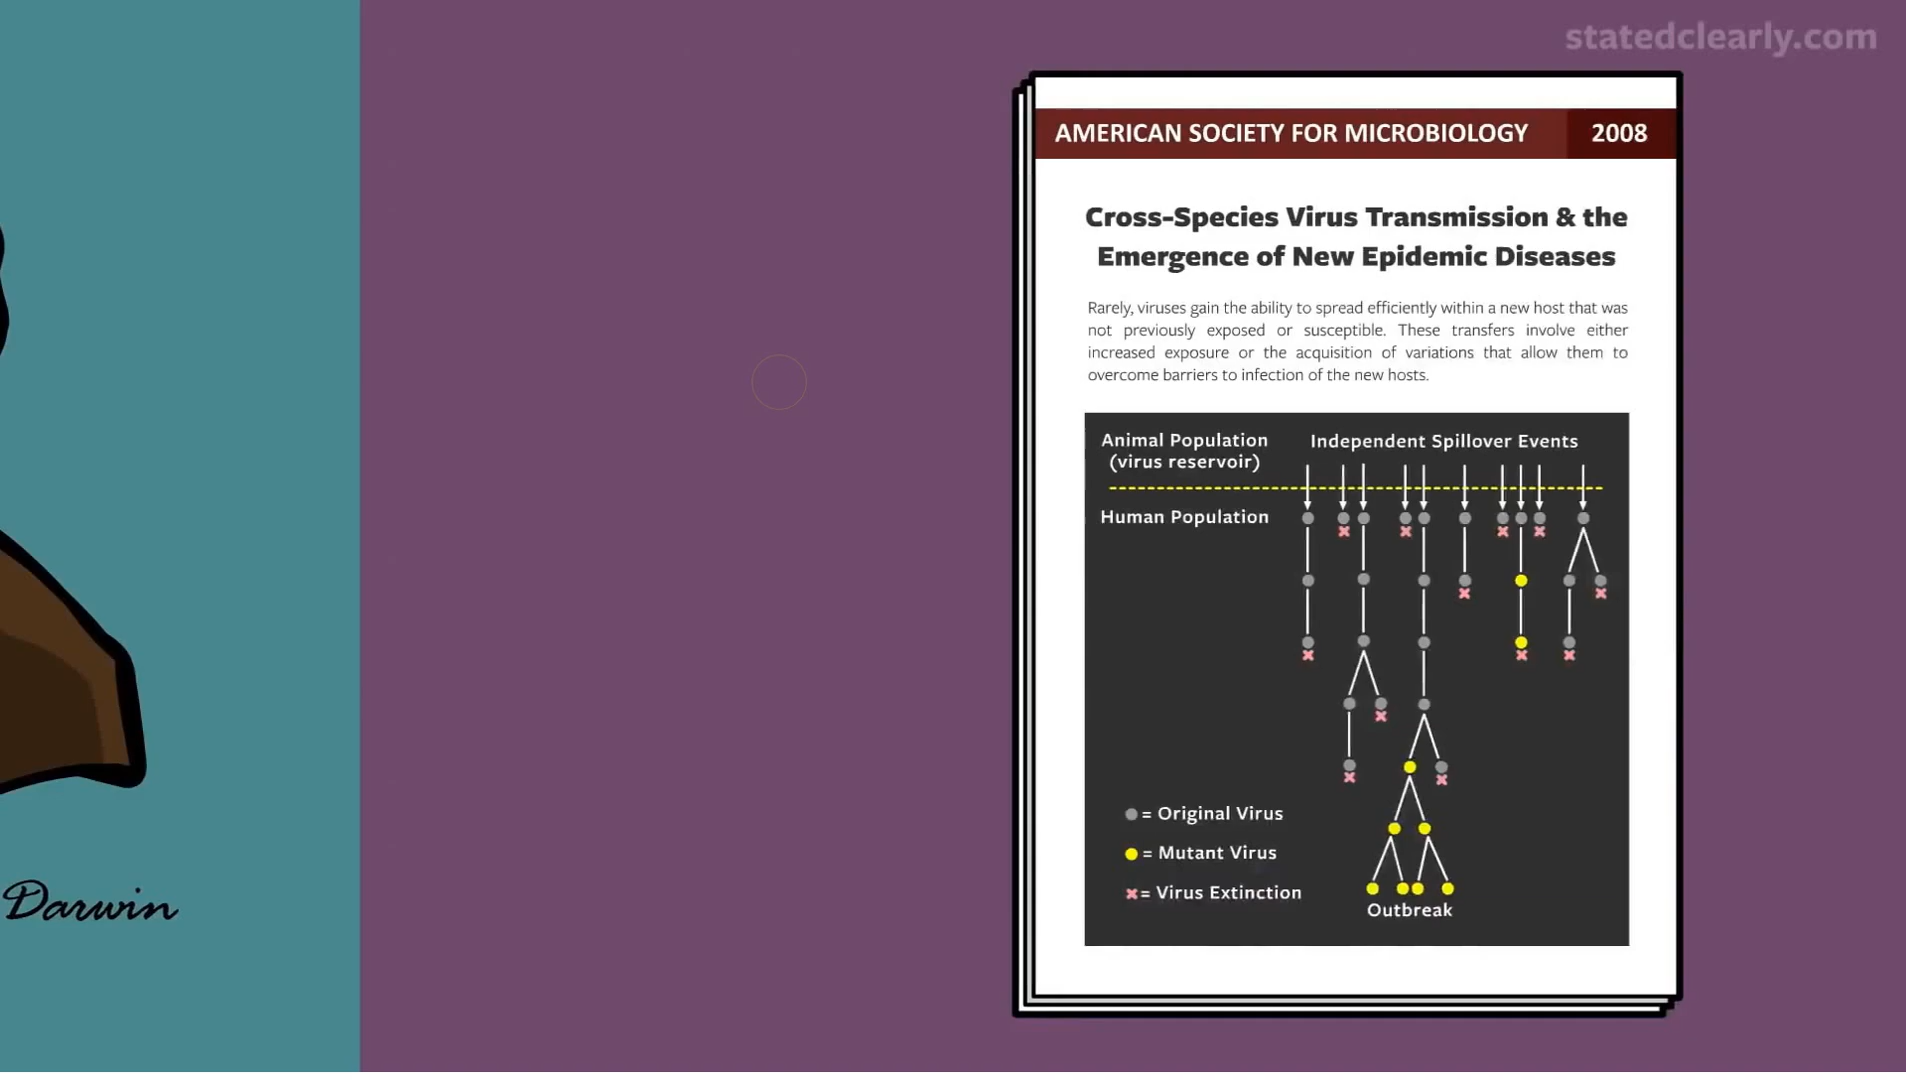 statedclearly.com
AMERICAN SOCIETY FOR MICROBIOLOGY 2008
Cross-Species Virus Transmission & the
Emergence of New Epidemic Diseases
Rarely, viruses gain the ability to spread efficiently within a new host that was
not previously exposed or susceptible. These transfers involve either
increased exposure or the acquisition of variations that allow them to
overcome barriers to infection of the new hosts.
Animal Population
(virus reservoir)
Independent Spillover Events
Human Population
= Original Virus
= Mutant Virus
= Virus Extinction
Outbreak
Darwin